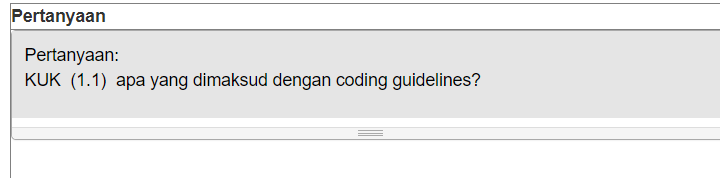 Pertanyaan
Pertanyaan:
KUK (1.1) apa yang dimaksud dengan coding guidelines?